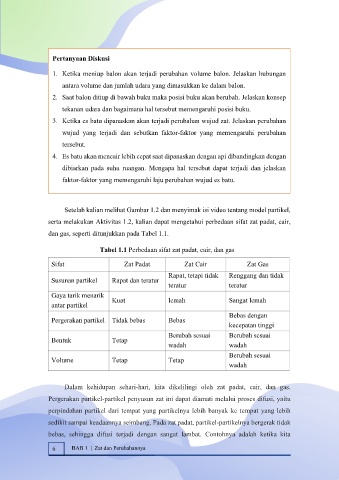 Pertanyaan Diskusi
1. Ketika meniup balon akan terjadi perubahan volume balon. Jelaskan hubungan
antara volume dan jumlah udara yang dimasukkan ke dalam balon.
2. Saat balon ditiup di bawah buku maka posisi buku akan berubah. Jelaskan konsep
tekanan udara dan bagaimana hal tersebut memengaruhi posisi buku.
3. Ketika es batu dipanaskan akan terjadi perubahan wujud zat. Jelaskan perubahan
wujud yang terjadi dan sebutkan faktor-faktor yang memengaruhi perubahan
tersebut.
4. Es batu akan mencair lebih cepat saat dipanaskan dengan api dibandingkan dengan
dibiarkan pada suhu ruangan. Mengapa hal tersebut dapat terjadi dan jelaskan
faktor-faktor yang memengaruhi laju perubahan wujud es batu.
Setelah kalian melihat Gambar 1.2 dan menyimak isi video tentang model partikel,
serta melakukan Aktivitas 1.2, kalian dapat mengetahui perbedaan sifat zat padat, cair,
dan gas, seperti ditunjukkan pada Tabel 1.1.
Tabel 1.1 Perbedaan sifat zat padat, cair, dan gas
Sifat Zat Padat Zat Cair Zat Gas
Susunan partikel Rapat dan teratur Rapat, tetapi tidak teratur Renggang dan tidak teratur
Gaya tarik menarik antar partikel Kuat lemah Sangat lemah
Pergerakan partikel Tidak bebas Bebas Bebas dengan kecepatan tinggi
Bentuk Tetap Berubah sesuai wadah Berubah sesuai wadah
Volume Tetap Tetap Berubah sesuai wadah
Dalam kehidupan sehari-hari, kita dikelilingi oleh zat padat, cair, dan gas.
Pergerakan partikel-partikel penyusun zat ini dapat diamati melalui proses difusi, yaitu
perpindahan partikel dari tempat yang partikelnya lebih banyak ke tempat yang lebih
sedikit sampai keadaannya seimbang. Pada zat padat, partikel-partikelnya bergerak tidak
bebas, sehingga difusi terjadi dengan sangat lambat. Contohnya adalah ketika kita
6 BAB 1 | Zat dan Perubahannya